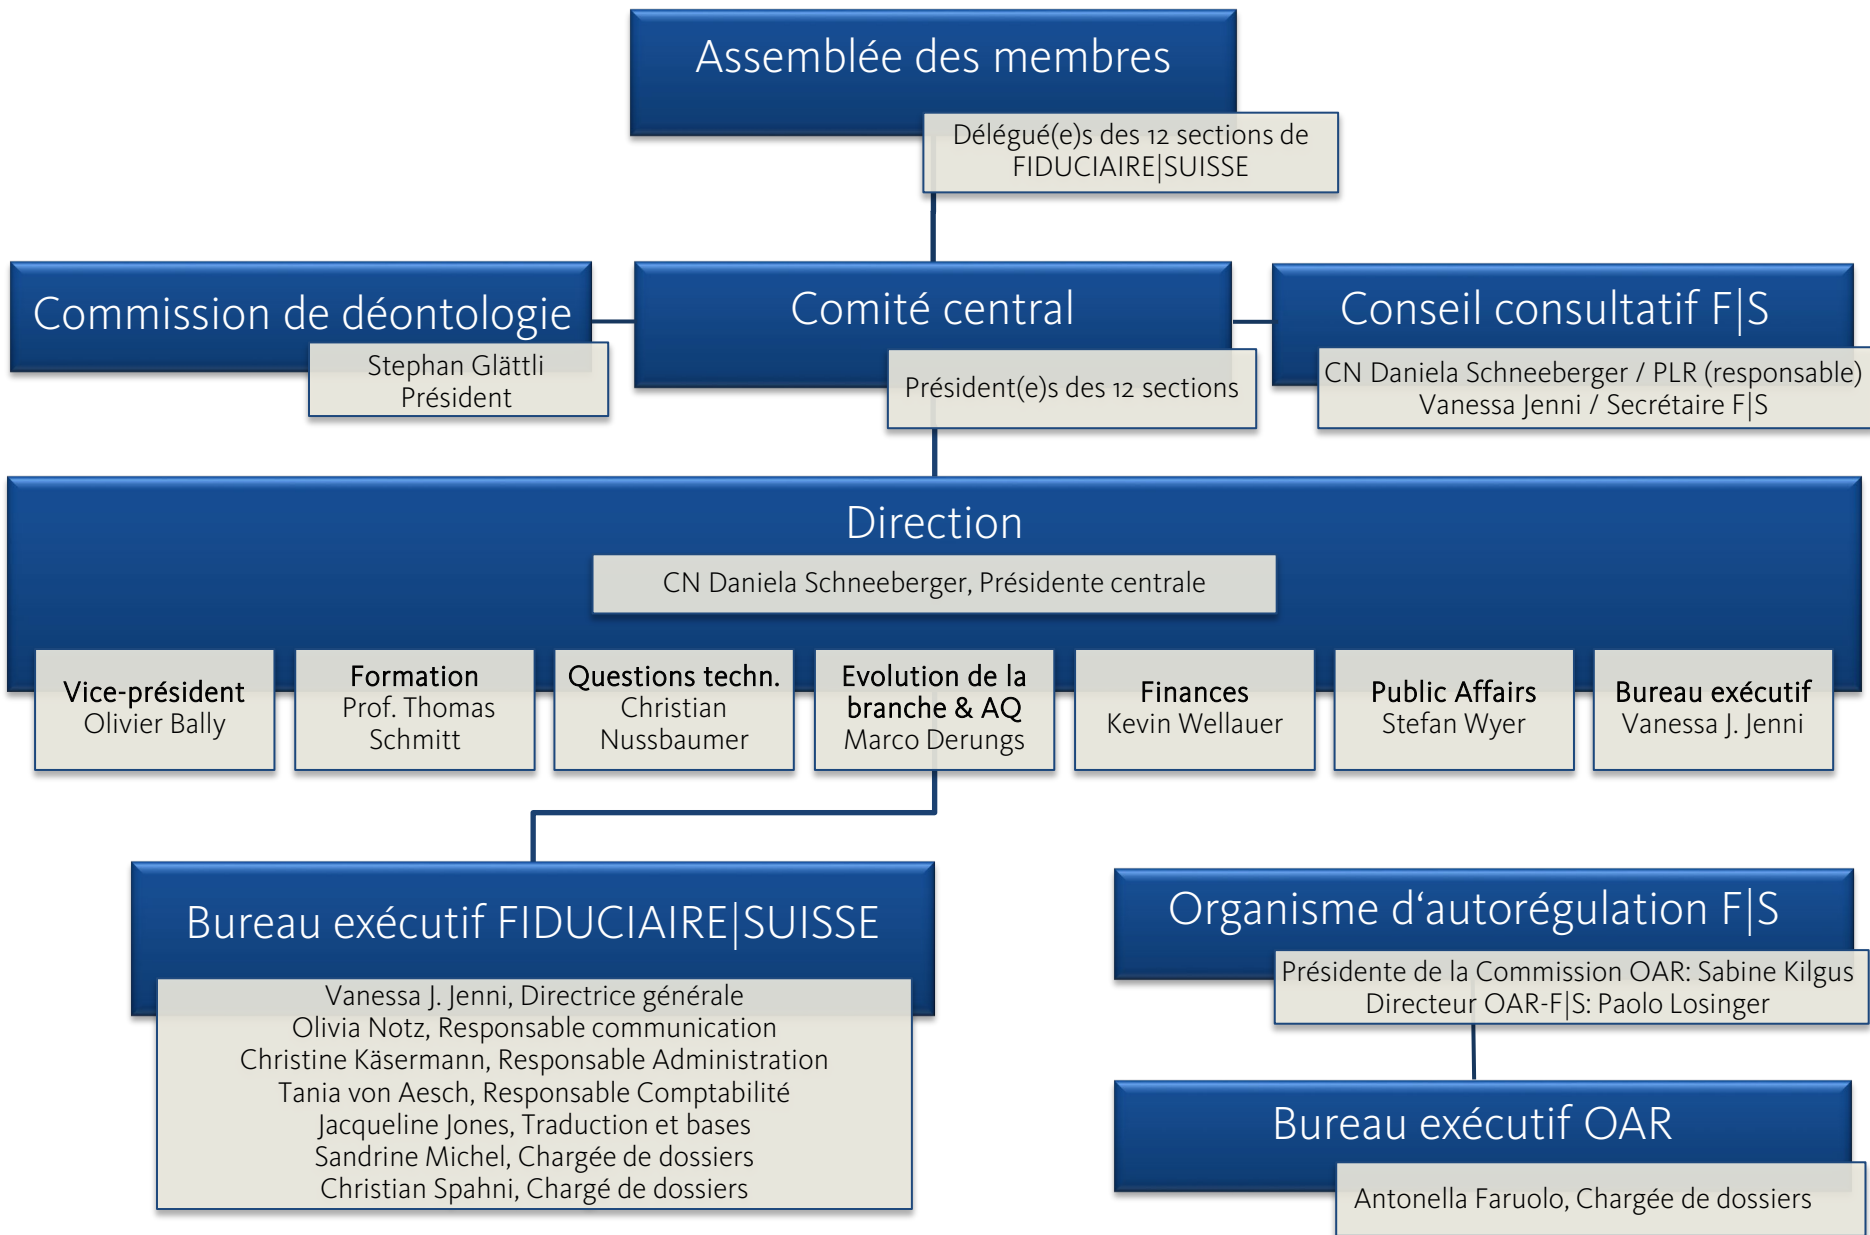 Assemblée des membres
Délégué(e)s des 12 sections de
FIDUCIAIRE|SUISSE
Commission de déontologie
Stephan Glättli
Président
Comité central
Président(e)s des 12 sections
Conseil consultatif F|S
CN Daniela Schneeberger / PLR (responsable)
Vanessa Jenni / Secrétaire F|S
Direction
CN Daniela Schneeberger, Présidente centrale
Vice-président
Olivier Bally
Formation
Prof. Thomas
Schmitt
Questions techn.
Christian
Nussbaumer
Evolution de la
branche & AQ
Marco Derungs
Finances
Kevin Wellauer
Public Affairs
Stefan Wyer
Bureau exécutif
Vanessa J. Jenni
Bureau exécutif FIDUCIAIRE|SUISSE
Vanessa J. Jenni, Directrice générale
Olivia Notz, Responsable communication
Christine Käsermann, Responsable Administration
Tania von Aesch, Responsable Comptabilité
Jacqueline Jones, Traduction et bases
Sandrine Michel, Chargée de dossiers
Christian Spahni, Chargé de dossiers
Organisme d‘autorégulation F|S
Présidente de la Commission OAR: Sabine Kilgus
Directeur OAR-F|S: Paolo Losinger
Bureau exécutif OAR
Antonella Faruolo, Chargée de dossiers